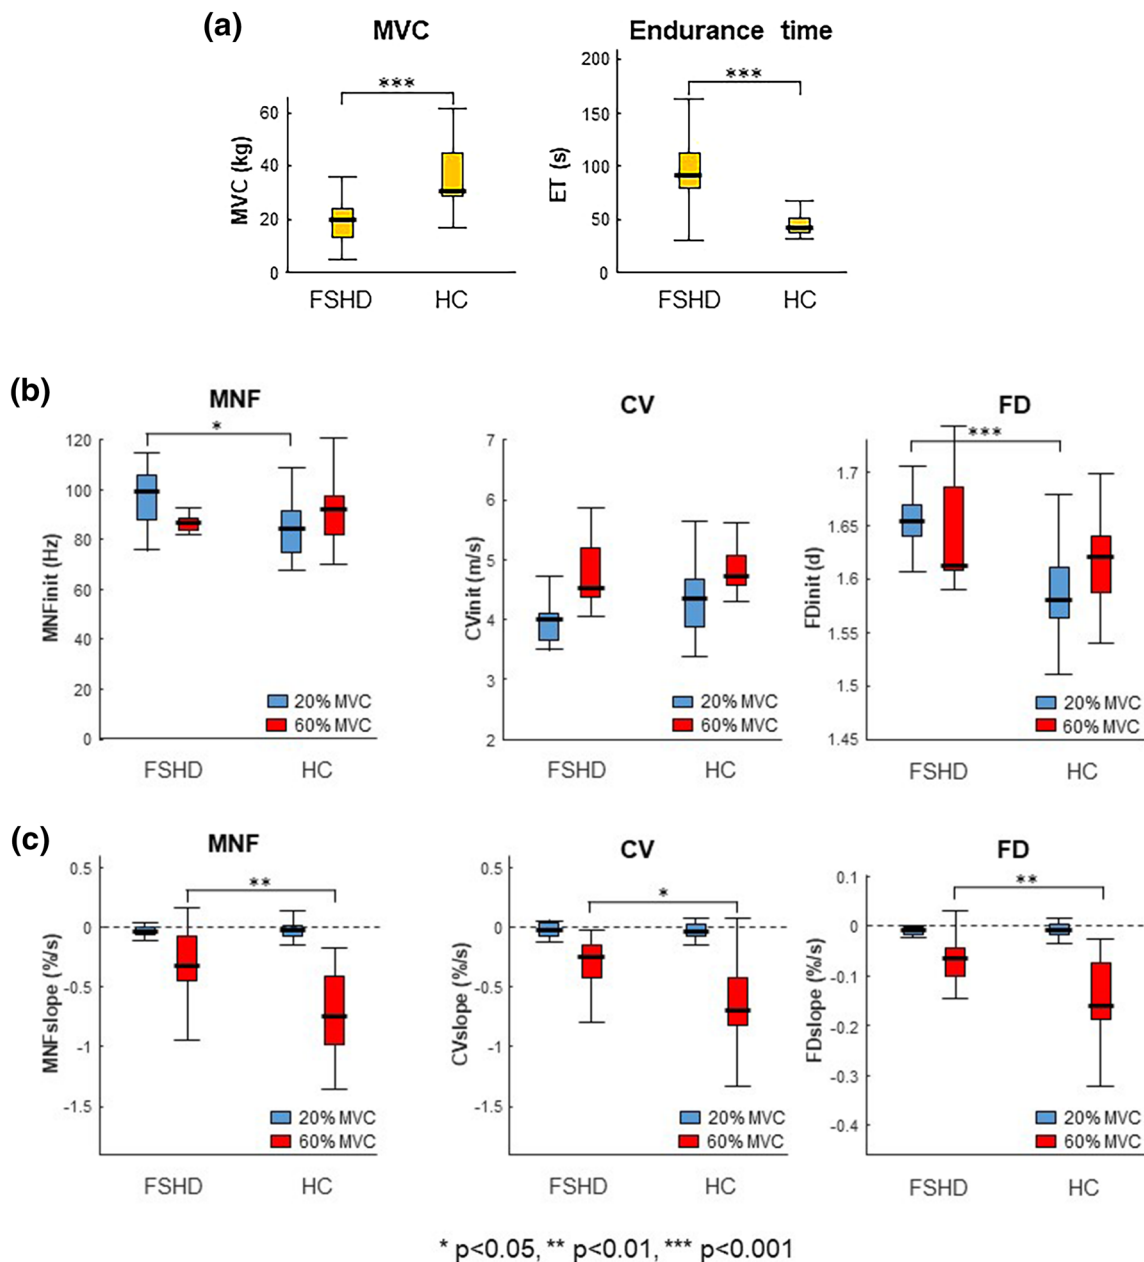 (a)
MVC
Endurance time
***
***
MVC (kg)
60
40
20
0
FSHD
HC
ET (s)
200
150
100
50
0
FSHD
HC
(b)
MNF
CV
FD
*
MNFinit (Hz)
120
100
80
60
40
20
0
20% MVC
60% MVC
FSHD
HC
CVinit (m/s)
7
6
5
4
3
2
20% MVC
60% MVC
FSHD
HC
***
FDinit (d)
1.7
1.65
1.6
1.55
1.5
1.45
20% MVC
60% MVC
FSHD
HC
(c)
MNF
CV
FD
**
MNFslope (%/s)
0.5
0
-0.5
-1
-1.5
20% MVC
60% MVC
FSHD
HC
*
CVslope (%/s)
0.5
0
-0.5
-1
-1.5
20% MVC
60% MVC
FSHD
HC
**
FDslope (%/s)
0.1
0
-0.1
-0.2
-0.3
-0.4
20% MVC
60% MVC
FSHD
HC
* p<0.05, ** p<0.01, *** p<0.001